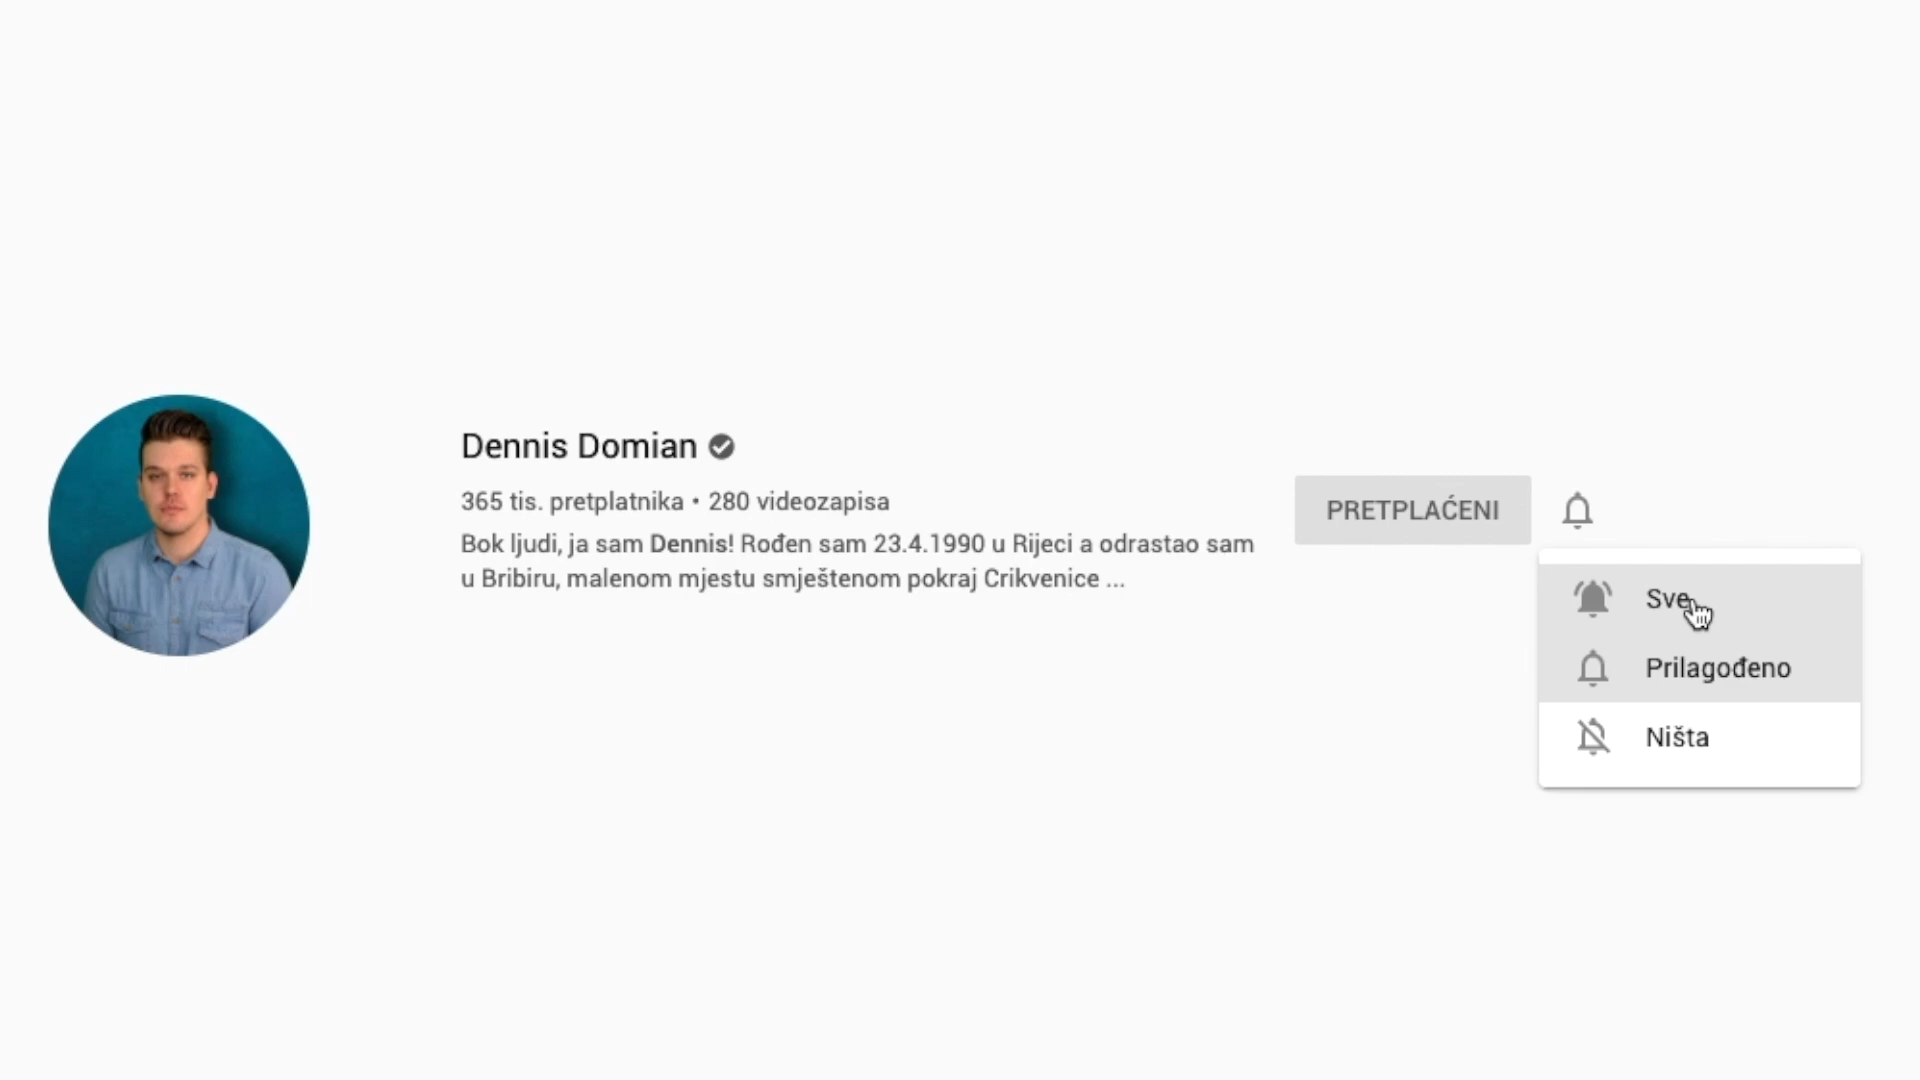 Dennis Domian
365 tis. pretplatnika • 280 videozapisa
Bok ljudi, ja sam Dennis! Rođen sam 23.4.1990 u Rijeci a odrastao sam
u Bribiru, malenom mjestu smještenom pokraj Crikvenice ...
PRETPLAĆENI
Sve
Prilagođeno
Ništa